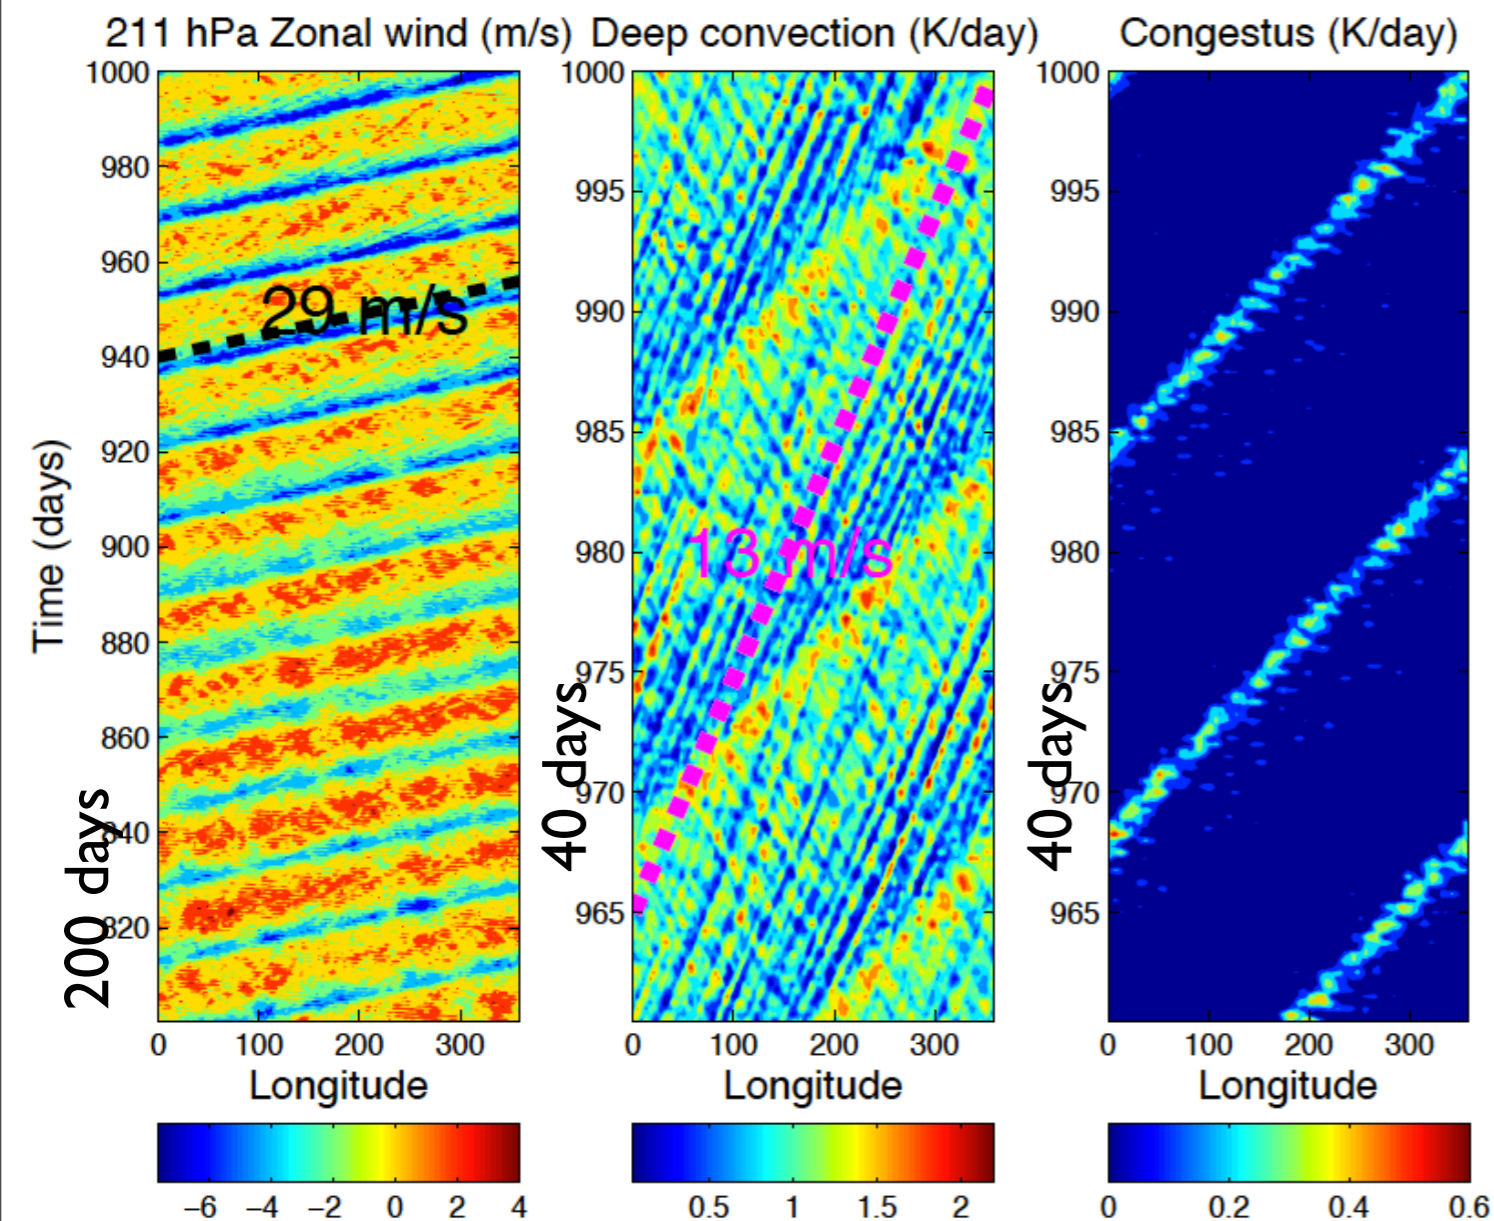 211 hPa Zonal wind (m/s)
Deep convection (K/day)
Congestus (K/day)
Time (days)
1000
980
960
940
920
900
880
860
840
820
200 days
29 m/s
0 100 200 300
Longitude
−6 −4 −2 0 2 4
1000
995
990
985
980
975
970
965
40 days
13 m/s
0 100 200 300
Longitude
0.5 1 1.5 2
1000
995
990
985
980
975
970
965
40 days
0 100 200 300
Longitude
0 0.2 0.4 0.6